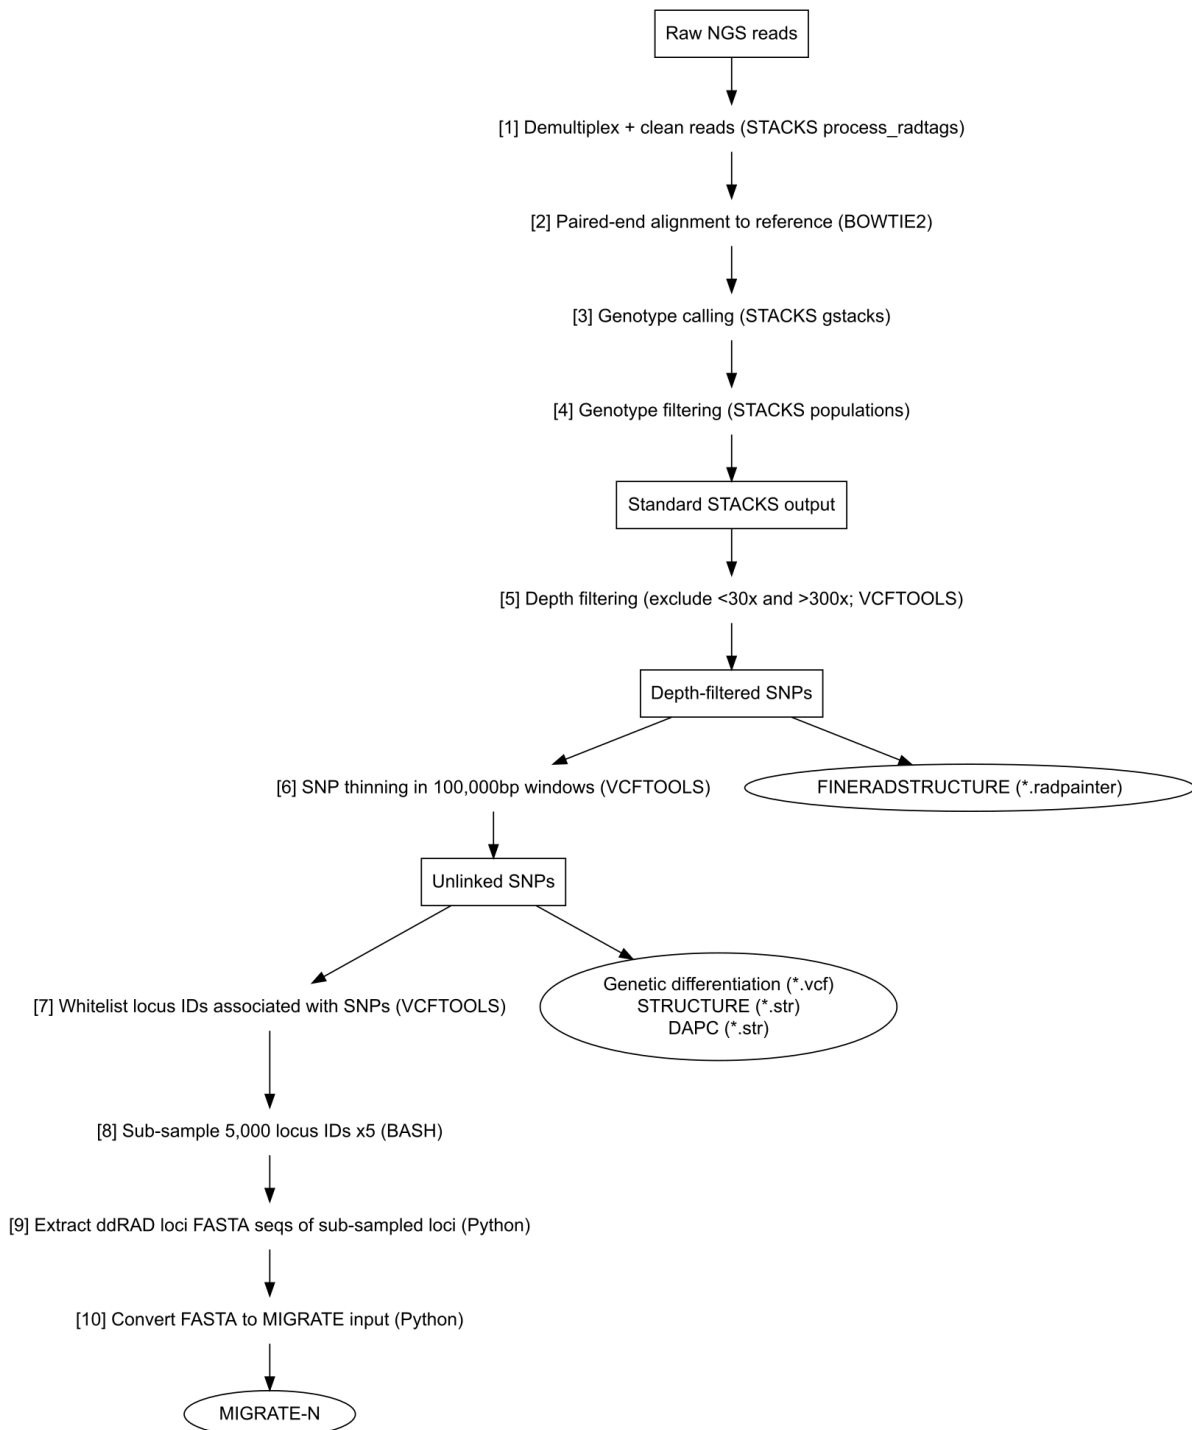 Raw NGS reads
[1] Demultiplex + clean reads (STACKS process_radtags)
[2] Paired-end alignment to reference (BOWTIE2)
[3] Genotype calling (STACKS gstacks)
[4] Genotype filtering (STACKS populations)
Standard STACKS output
[5] Depth filtering (exclude <30x and >300x; VCFTOOLS)
Depth-filtered SNPs
[6] SNP thinning in 100,000bp windows (VCFTOOLS)
FINERADSTRUCTURE (*.radpainter)
Unlinked SNPs
[7] Whitelist locus IDs associated with SNPs (VCFTOOLS)
Genetic differentiation (*.vcf)
STRUCTURE (*.str)
DAPC (*.str)
[8] Sub-sample 5,000 locus IDs x5 (BASH)
[9] Extract ddRAD loci FASTA seqs of sub-sampled loci (Python)
[10] Convert FASTA to MIGRATE input (Python)
MIGRATE-N